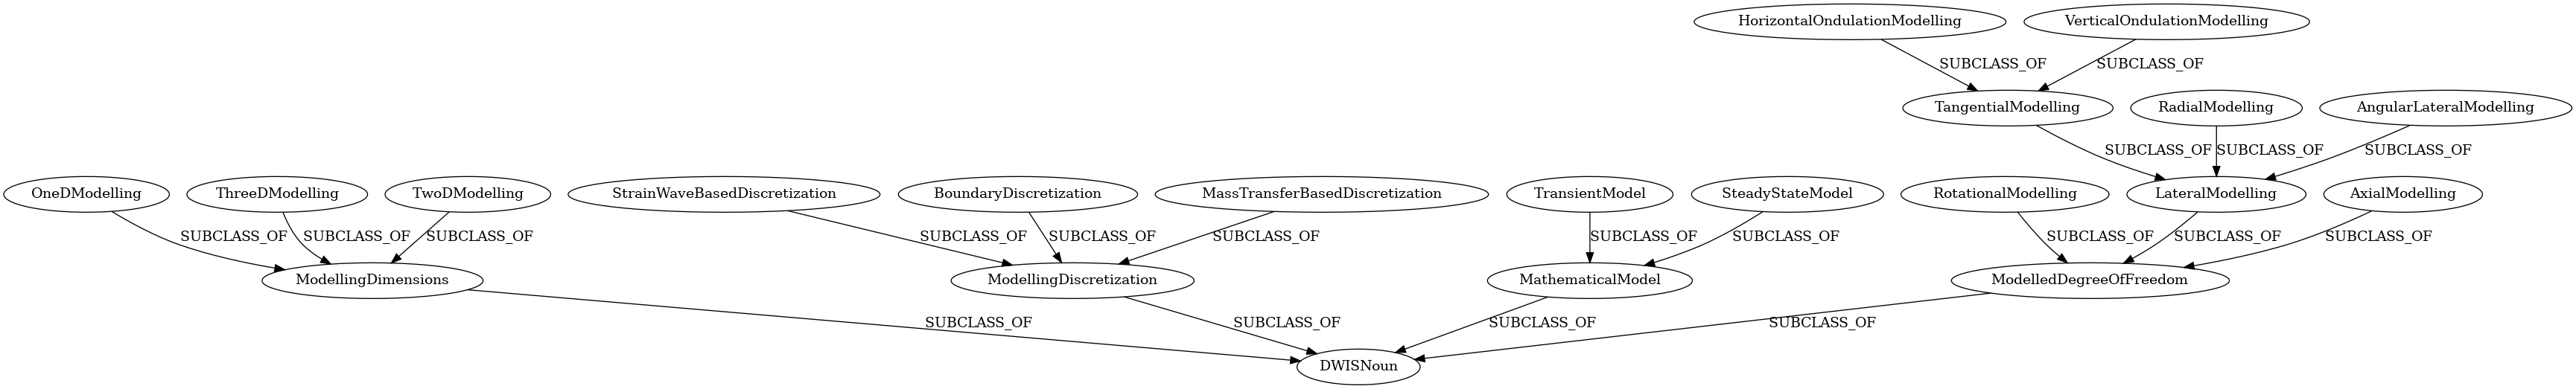 HorizontalOndulationModelling
VerticalOndulationModelling
SUBCLASS_OF
SUBCLASS_OF
TangentialModelling
RadialModelling
AngularLateralModelling
SUBCLASS_OF
SUBCLASS_OF
SUBCLASS_OF
OneDModelling
ThreeDModelling
TwoDModelling
StrainWaveBasedDiscretization
BoundaryDiscretization
MassTransferBasedDiscretization
TransientModel
SteadyStateModel
RotationalModelling
LateralModelling
AxialModelling
SUBCLASS_OF
SUBCLASS_OF
SUBCLASS_OF
SUBCLASS_OF
SUBCLASS_OF
SUBCLASS_OF
SUBCLASS_OF
SUBCLASS_OF
SUBCLASS_OF
SUBCLASS_OF
SUBCLASS_OF
ModellingDimensions
ModellingDiscretization
MathematicalModel
ModelledDegreeOfFreedom
SUBCLASS_OF
SUBCLASS_OF
SUBCLASS_OF
SUBCLASS_OF
DWISNoun